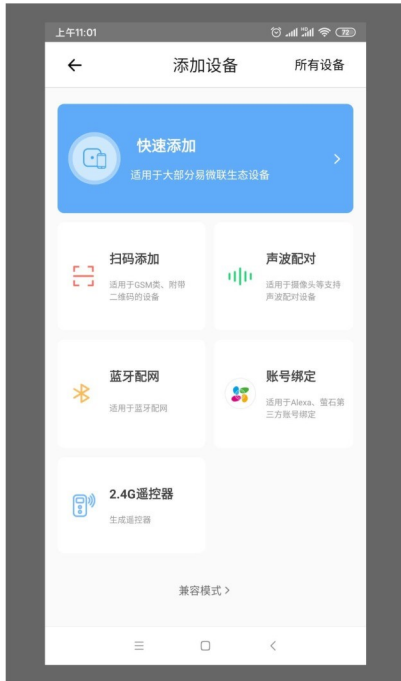 上午11:01
72
添加设备
所有设备
快速添加
适用于大部分易微联生态设备
扫码添加
适用于GSM类、附带
二维码的设备
声波配对
适用于摄像头等支持
声波配对设备
蓝牙配网
适用于蓝牙配网
账号绑定
适用于Alexa、萤石第
三方账号绑定
2.4G遥控器
生成遥控器
兼容模式